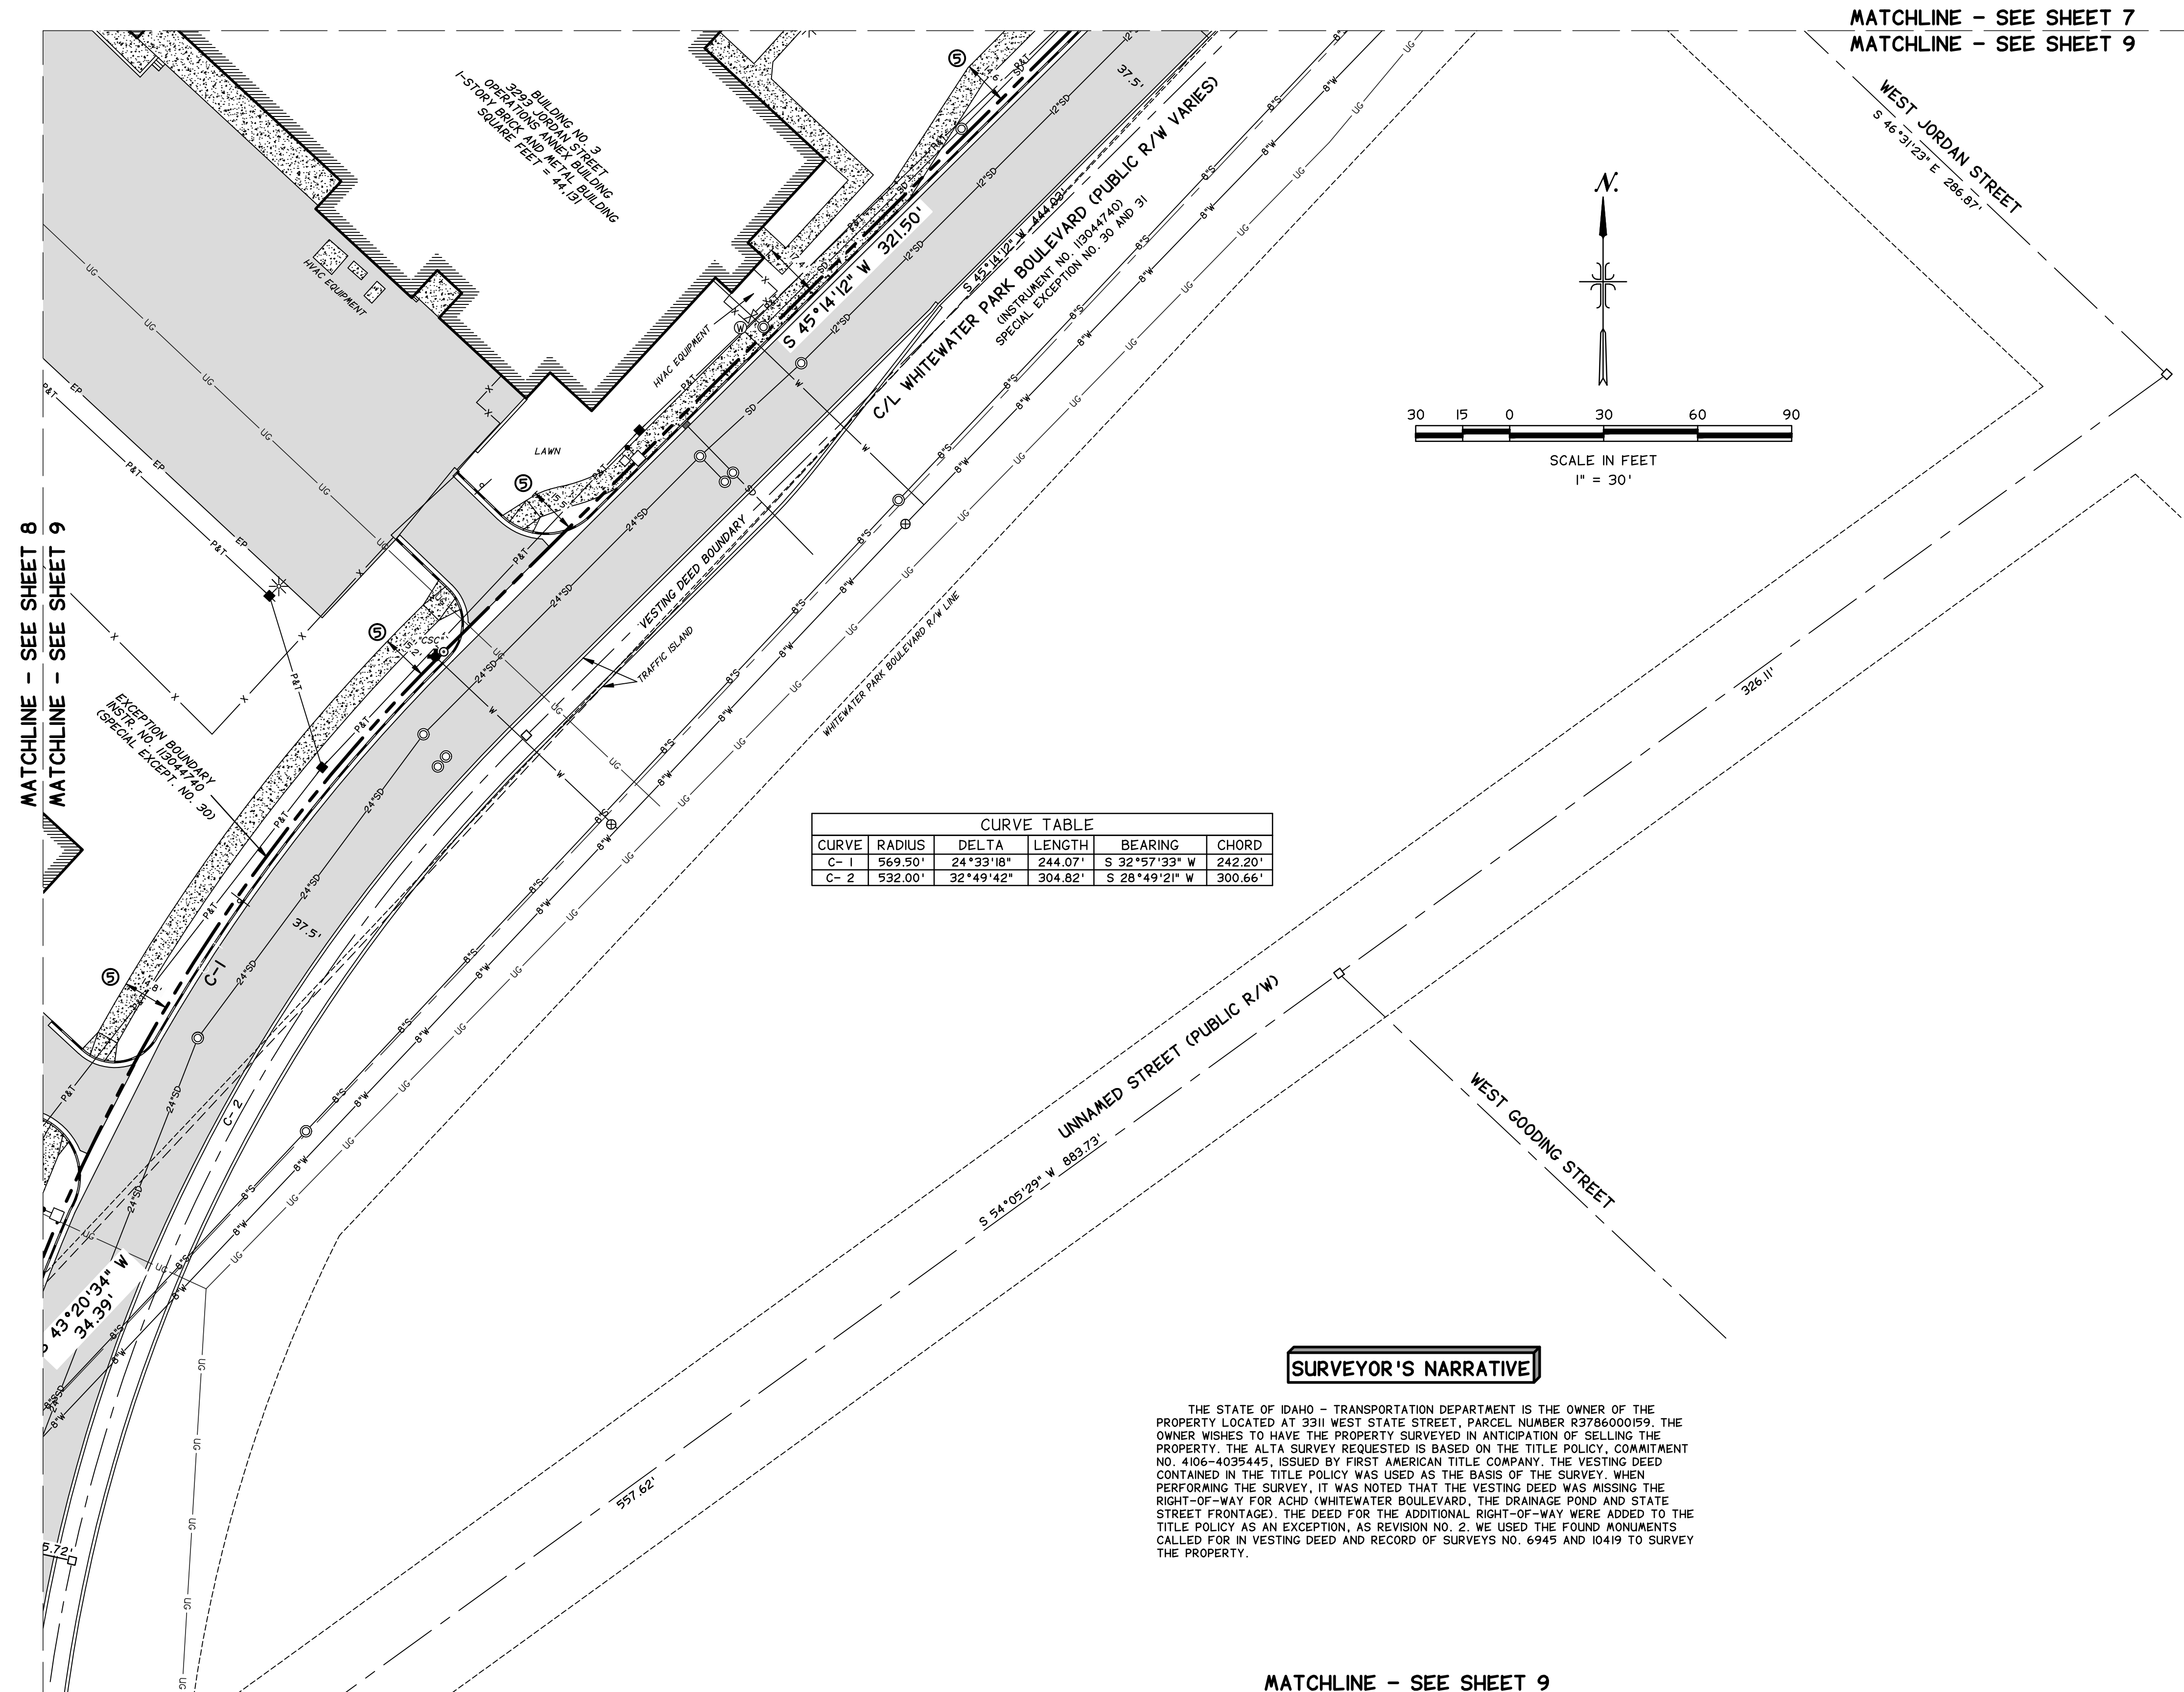 MATCHLINE - SEE SHEET 7
MATCHLINE - SEE SHEET 9
MATCHLINE - SEE SHEET 8
MATCHLINE - SEE SHEET 9
BUILDING NO. 3
3293 JORDAN STREET
OPERATIONS ANNEX BUILDING
1-STORY BRICK AND METAL BUILDING
SQUARE FEET = 44,131
HVAC EQUIPMENT
HVAC EQUIPMENT
LAWN
S 45°14'12" W 321.50'
37.5'
S 45°14'12" W 444.03'
C/L WHITEWATER PARK BOULEVARD (PUBLIC R/W VARIES)
(INSTRUMENT NO. 113044740)
SPECIAL EXCEPTION NO. 30 AND 31
WEST JORDAN STREET
S 46°31'23" E 286.87'
N.
30 15 0 30 60 90
SCALE IN FEET
1" = 30'
VESTING DEED BOUNDARY
TRAFFIC ISLAND
WHITEWATER PARK BOULEVARD R/W LINE
"CSC"
EXCEPTION BOUNDARY
INSTR. NO. 113044740
(SPECIAL EXCEPT. NO. 30)
326.11'
CURVE TABLE
CURVE RADIUS DELTA LENGTH BEARING CHORD
C- 1 569.50' 24°33'18" 244.07' S 32°57'33" W 242.20'
C- 2 532.00' 32°49'42" 304.82' S 28°49'21" W 300.66'
37.5'
C-1
C-2
UNNAMED STREET (PUBLIC R/W)
S 54°05'29" W 883.73'
WEST GOODING STREET
43°20'34" W
34.39'
557.62'
5.72'
SURVEYOR'S NARRATIVE
THE STATE OF IDAHO - TRANSPORTATION DEPARTMENT IS THE OWNER OF THE
PROPERTY LOCATED AT 3311 WEST STATE STREET, PARCEL NUMBER R3786000159. THE
OWNER WISHES TO HAVE THE PROPERTY SURVEYED IN ANTICIPATION OF SELLING THE
PROPERTY. THE ALTA SURVEY REQUESTED IS BASED ON THE TITLE POLICY, COMMITMENT
NO. 4106-4035445, ISSUED BY FIRST AMERICAN TITLE COMPANY. THE VESTING DEED
CONTAINED IN THE TITLE POLICY WAS USED AS THE BASIS OF THE SURVEY. WHEN
PERFORMING THE SURVEY, IT WAS NOTED THAT THE VESTING DEED WAS MISSING THE
RIGHT-OF-WAY FOR ACHD (WHITEWATER BOULEVARD, THE DRAINAGE POND AND STATE
STREET FRONTAGE). THE DEED FOR THE ADDITIONAL RIGHT-OF-WAY WERE ADDED TO THE
TITLE POLICY AS AN EXCEPTION, AS REVISION NO. 2. WE USED THE FOUND MONUMENTS
CALLED FOR IN VESTING DEED AND RECORD OF SURVEYS NO. 6945 AND 10419 TO SURVEY
THE PROPERTY.
MATCHLINE - SEE SHEET 9